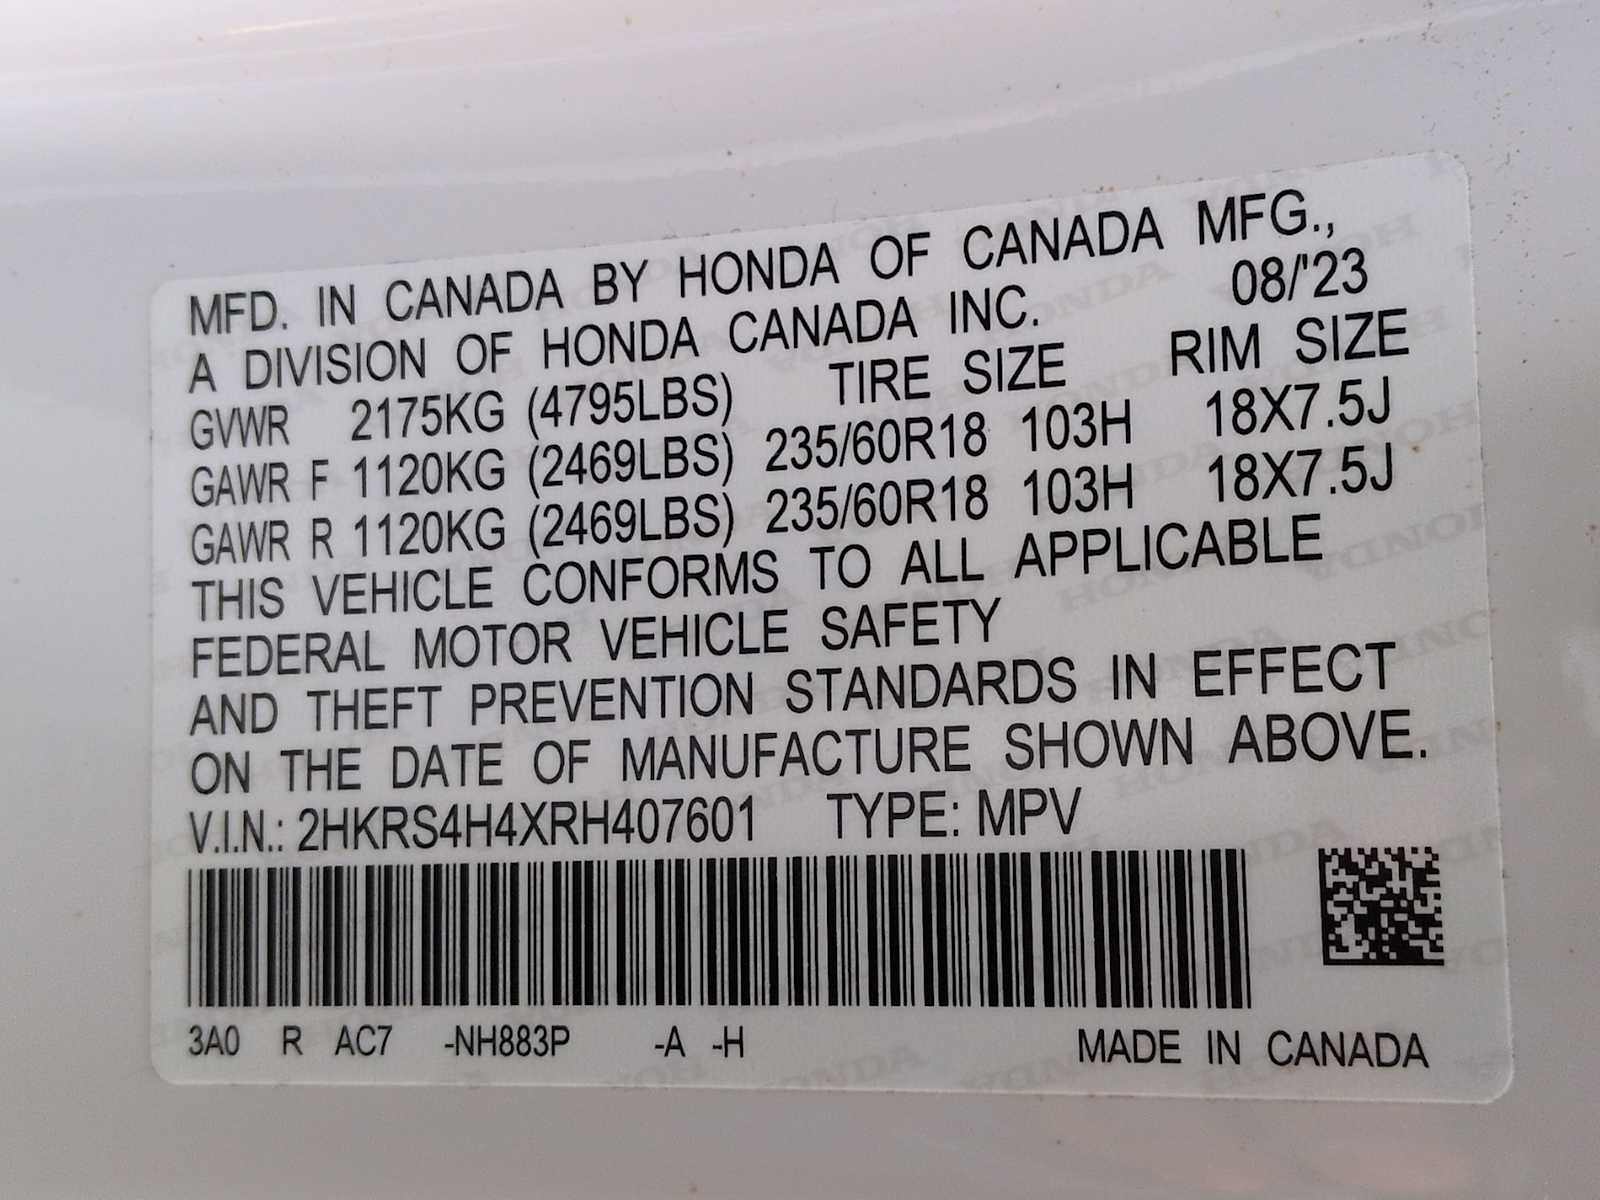 MFD. IN CANADA BY HONDA OF CANADA MFG.,
A DIVISION OF HONDA CANADA INC. 08/'23
GVWR 2175KG (4795LBS) TIRE SIZE RIM SIZE
GAWR F 1120KG (2469LBS) 235/60R18 103H 18X7.5J
GAWR R 1120KG (2469LBS) 235/60R18 103H 18X7.5J
THIS VEHICLE CONFORMS TO ALL APPLICABLE
FEDERAL MOTOR VEHICLE SAFETY
AND THEFT PREVENTION STANDARDS IN EFFECT
ON THE DATE OF MANUFACTURE SHOWN ABOVE.
V.I.N.: 2HKRS4H4XRH407601 TYPE: MPV
3A0 R AC7 -NH883P -A -H MADE IN CANADA